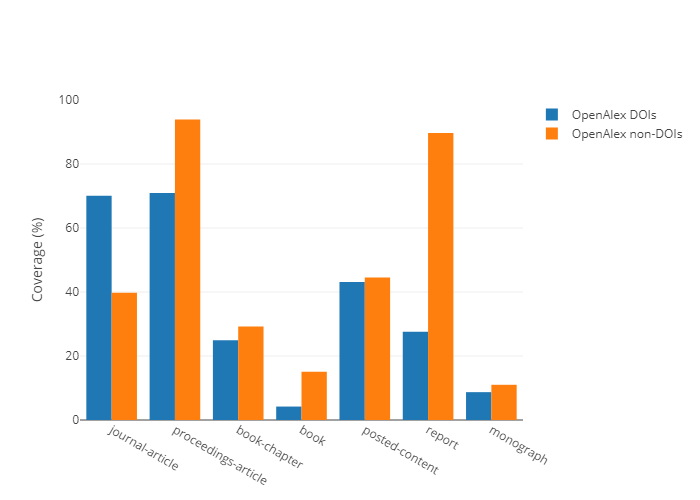 100
80
60
40
20
0
Coverage (%)
journal-article
proceedings-article
book-chapter
book
posted-content
report
monograph
OpenAlex DOIs
OpenAlex non-DOIs